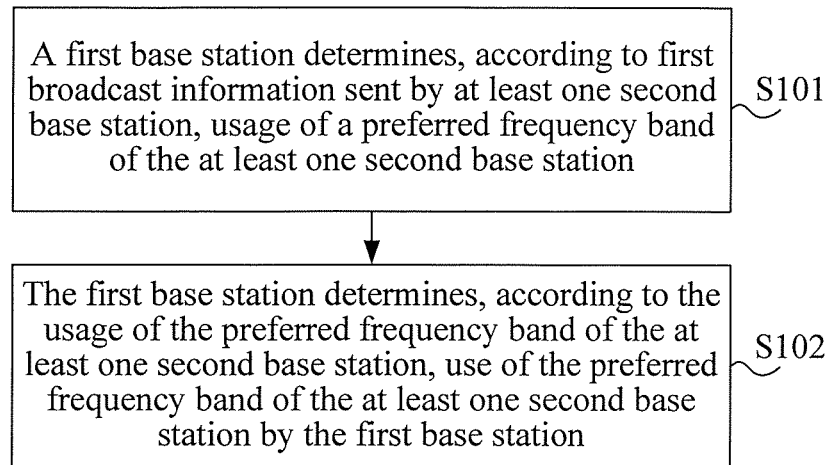 A first base station determines, according to first
broadcast information sent by at least one second
base station, usage of a preferred frequency band
of the at least one second base station
S101
The first base station determines, according to the
usage of the preferred frequency band of the at
least one second base station, use of the preferred
frequency band of the at least one second base
station by the first base station
S102